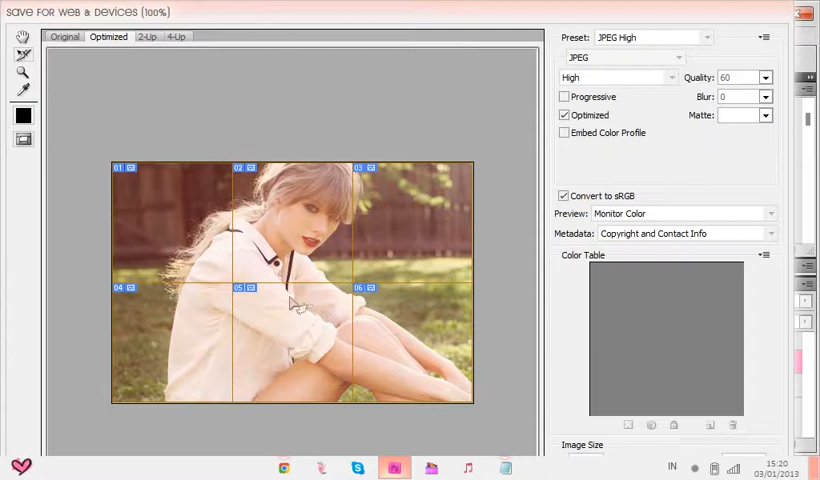 Save for Web & Devices (100%)
Original Optimized 2-Up 4-Up
Preset: JPEG High
JPEG
High Quality: 60
Progressive Blur: 0
Optimized Matte:
Embed Color Profile
Convert to sRGB
Preview: Monitor Color
Metadata: Copyright and Contact Info
Color Table
01 02 03
04 05 06
Image Size
IN 15:20
03/01/2013